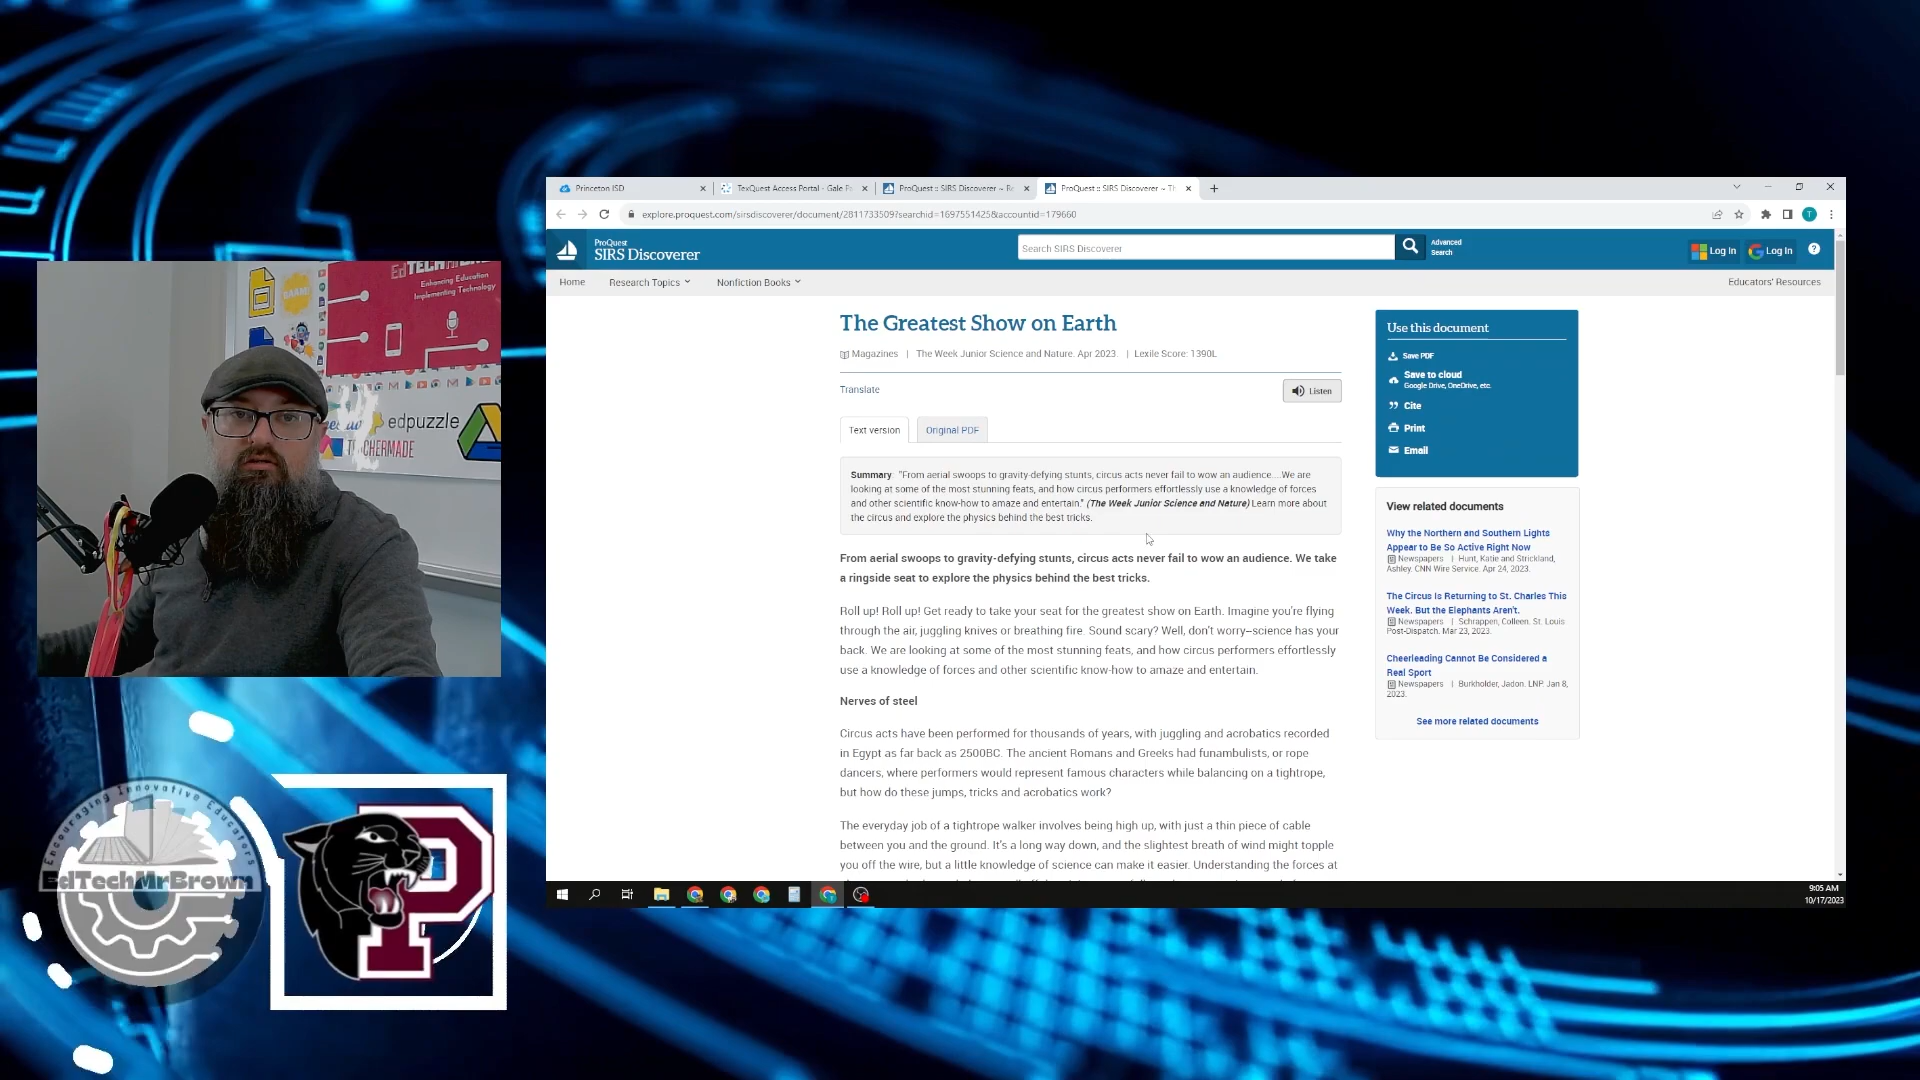 Princeton ISD
TexQuest Access Portal - Gale
ProQuest :: SIRS Discoverer ~
ProQuest :: SIRS Discoverer ~
explore.proquest.com/sirsdiscoverer/document/2811733509?searchid=1697551425&accountid=179660
T
ProQuest
SIRS Discoverer
Search SIRS Discoverer
Advanced
Search
Log In
Log In
?
Home
Research Topics
Nonfiction Books
Educators' Resources
The Greatest Show on Earth
Magazines | The Week Junior Science and Nature. Apr 2023. | Lexile Score: 1390L
Translate
Listen
Text version
Original PDF
Summary: "From aerial swoops to gravity-defying stunts, circus acts never fail to wow an audience....We are
looking at some of the most stunning feats, and how circus performers effortlessly use a knowledge of forces
and other scientific know-how to amaze and entertain." (The Week Junior Science and Nature) Learn more about
the circus and explore the physics behind the best tricks.
From aerial swoops to gravity-defying stunts, circus acts never fail to wow an audience. We take
a ringside seat to explore the physics behind the best tricks.
Roll up! Roll up! Get ready to take your seat for the greatest show on Earth. Imagine you're flying
through the air, juggling knives or breathing fire. Sound scary? Well, don't worry–science has your
back. We are looking at some of the most stunning feats, and how circus performers effortlessly
use a knowledge of forces and other scientific know-how to amaze and entertain.
Nerves of steel
Circus acts have been performed for thousands of years, with juggling and acrobatics recorded
in Egypt as far back as 2500BC. The ancient Romans and Greeks had funambulists, or rope
dancers, where performers would represent famous characters while balancing on a tightrope,
but how do these jumps, tricks and acrobatics work?
The everyday job of a tightrope walker involves being high up, with just a thin piece of cable
between you and the ground. It's a long way down, and the slightest breath of wind might topple
you off the wire, but a little knowledge of science can make it easier. Understanding the forces at
Use this document
Save PDF
Save to cloud
Google Drive, OneDrive, etc.
Cite
Print
Email
View related documents
Why the Northern and Southern Lights
Appear to Be So Active Right Now
Newspapers | Hunt, Katie and Strickland,
Ashley. CNN Wire Service. Apr 24, 2023.
The Circus Is Returning to St. Charles This
Week. But the Elephants Aren't.
Newspapers | Schrappen, Colleen. St. Louis
Post-Dispatch. Mar 23, 2023.
Cheerleading Cannot Be Considered a
Real Sport
Newspapers | Burkholder, Jadon. LNP. Jan 8,
2023.
See more related documents
9:05 AM
10/17/2023
Enhancing Education
Implementing Technology
edpuzzle
Encouraging Innovative Educators
EdTechMrBrown
P